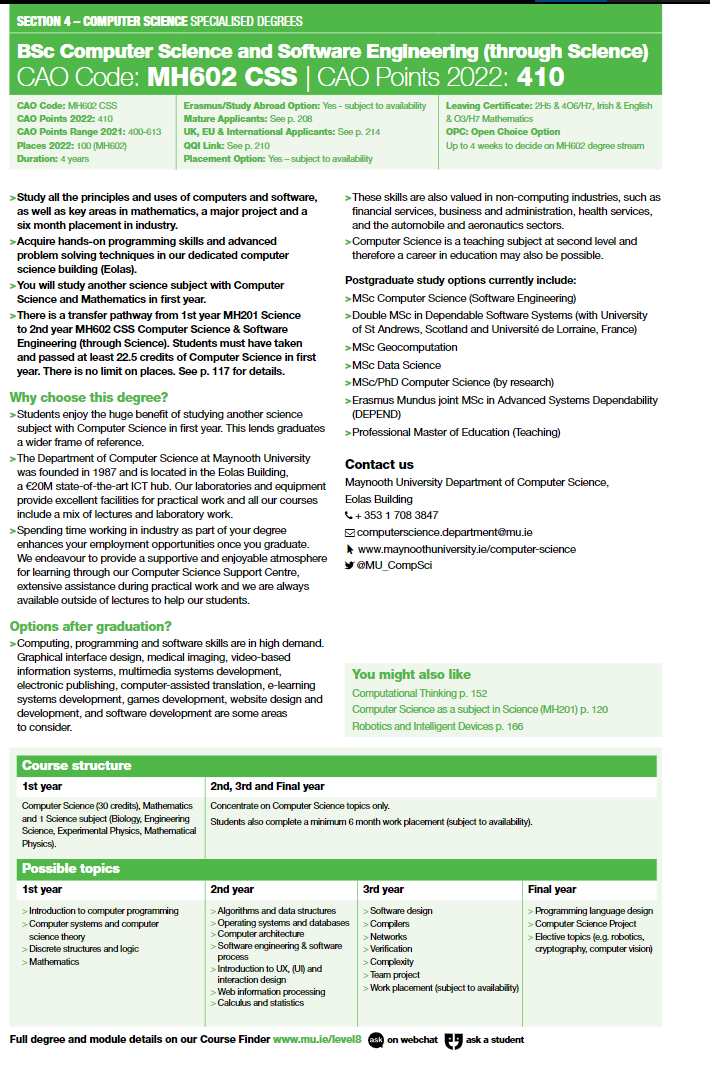 SECTION 4 – COMPUTER SCIENCE SPECIALISED DEGREES
BSc Computer Science and Software Engineering (through Science)
CAO Code: MH602 CSS | CAO Points 2022: 410
CAO Code: MH602 CSS
CAO Points 2022: 410
CAO Points Range 2021: 400-613
Places 2022: 100 (MH602)
Duration: 4 years
Erasmus/Study Abroad Option: Yes - subject to availability
Mature Applicants: See p. 208
UK, EU & International Applicants: See p. 214
QQI Link: See p. 210
Placement Option: Yes – subject to availability
Leaving Certificate: 2H5 & 4O6/H7, Irish & English
& O3/H7 Mathematics
OPC: Open Choice Option
Up to 4 weeks to decide on MH602 degree stream
> Study all the principles and uses of computers and software,
as well as key areas in mathematics, a major project and a
six month placement in industry.
> Acquire hands-on programming skills and advanced
problem solving techniques in our dedicated computer
science building (Eolas).
> You will study another science subject with Computer
Science and Mathematics in first year.
> There is a transfer pathway from 1st year MH201 Science
to 2nd year MH602 CSS Computer Science & Software
Engineering (through Science). Students must have taken
and passed at least 22.5 credits of Computer Science in first
year. There is no limit on places. See p. 117 for details.
Why choose this degree?
> Students enjoy the huge benefit of studying another science
subject with Computer Science in first year. This lends graduates
a wider frame of reference.
> The Department of Computer Science at Maynooth University
was founded in 1987 and is located in the Eolas Building,
a €20M state-of-the-art ICT hub. Our laboratories and equipment
provide excellent facilities for practical work and all our courses
include a mix of lectures and laboratory work.
> Spending time working in industry as part of your degree
enhances your employment opportunities once you graduate.
We endeavour to provide a supportive and enjoyable atmosphere
for learning through our Computer Science Support Centre,
extensive assistance during practical work and we are always
available outside of lectures to help our students.
Options after graduation?
> Computing, programming and software skills are in high demand.
Graphical interface design, medical imaging, video-based
information systems, multimedia systems development,
electronic publishing, computer-assisted translation, e-learning
systems development, games development, website design and
development, and software development are some areas
to consider.
> These skills are also valued in non-computing industries, such as
financial services, business and administration, health services,
and the automobile and aeronautics sectors.
> Computer Science is a teaching subject at second level and
therefore a career in education may also be possible.
Postgraduate study options currently include:
> MSc Computer Science (Software Engineering)
> Double MSc in Dependable Software Systems (with University
of St Andrews, Scotland and Université de Lorraine, France)
> MSc Geocomputation
> MSc Data Science
> MSc/PhD Computer Science (by research)
> Erasmus Mundus joint MSc in Advanced Systems Dependability
(DEPEND)
> Professional Master of Education (Teaching)
Contact us
Maynooth University Department of Computer Science,
Eolas Building
+ 353 1 708 3847
computerscience.department@mu.ie
www.maynoothuniversity.ie/computer-science
@MU_CompSci
You might also like
Computational Thinking p. 152
Computer Science as a subject in Science (MH201) p. 120
Robotics and Intelligent Devices p. 166
Course structure
1st year
2nd, 3rd and Final year
Computer Science (30 credits), Mathematics
and 1 Science subject (Biology, Engineering
Science, Experimental Physics, Mathematical
Physics).
Concentrate on Computer Science topics only.
Students also complete a minimum 6 month work placement (subject to availability).
Possible topics
1st year
> Introduction to computer programming
> Computer systems and computer
science theory
> Discrete structures and logic
> Mathematics
2nd year
> Algorithms and data structures
> Operating systems and databases
> Computer architecture
> Software engineering & software
process
> Introduction to UX, (UI) and
interaction design
> Web information processing
> Calculus and statistics
3rd year
> Software design
> Compilers
> Networks
> Verification
> Complexity
> Team project
> Work placement (subject to availability)
Final year
> Programming language design
> Computer Science Project
> Elective topics (e.g. robotics,
cryptography, computer vision)
Full degree and module details on our Course Finder www.mu.ie/level8 ask on webchat ask a student